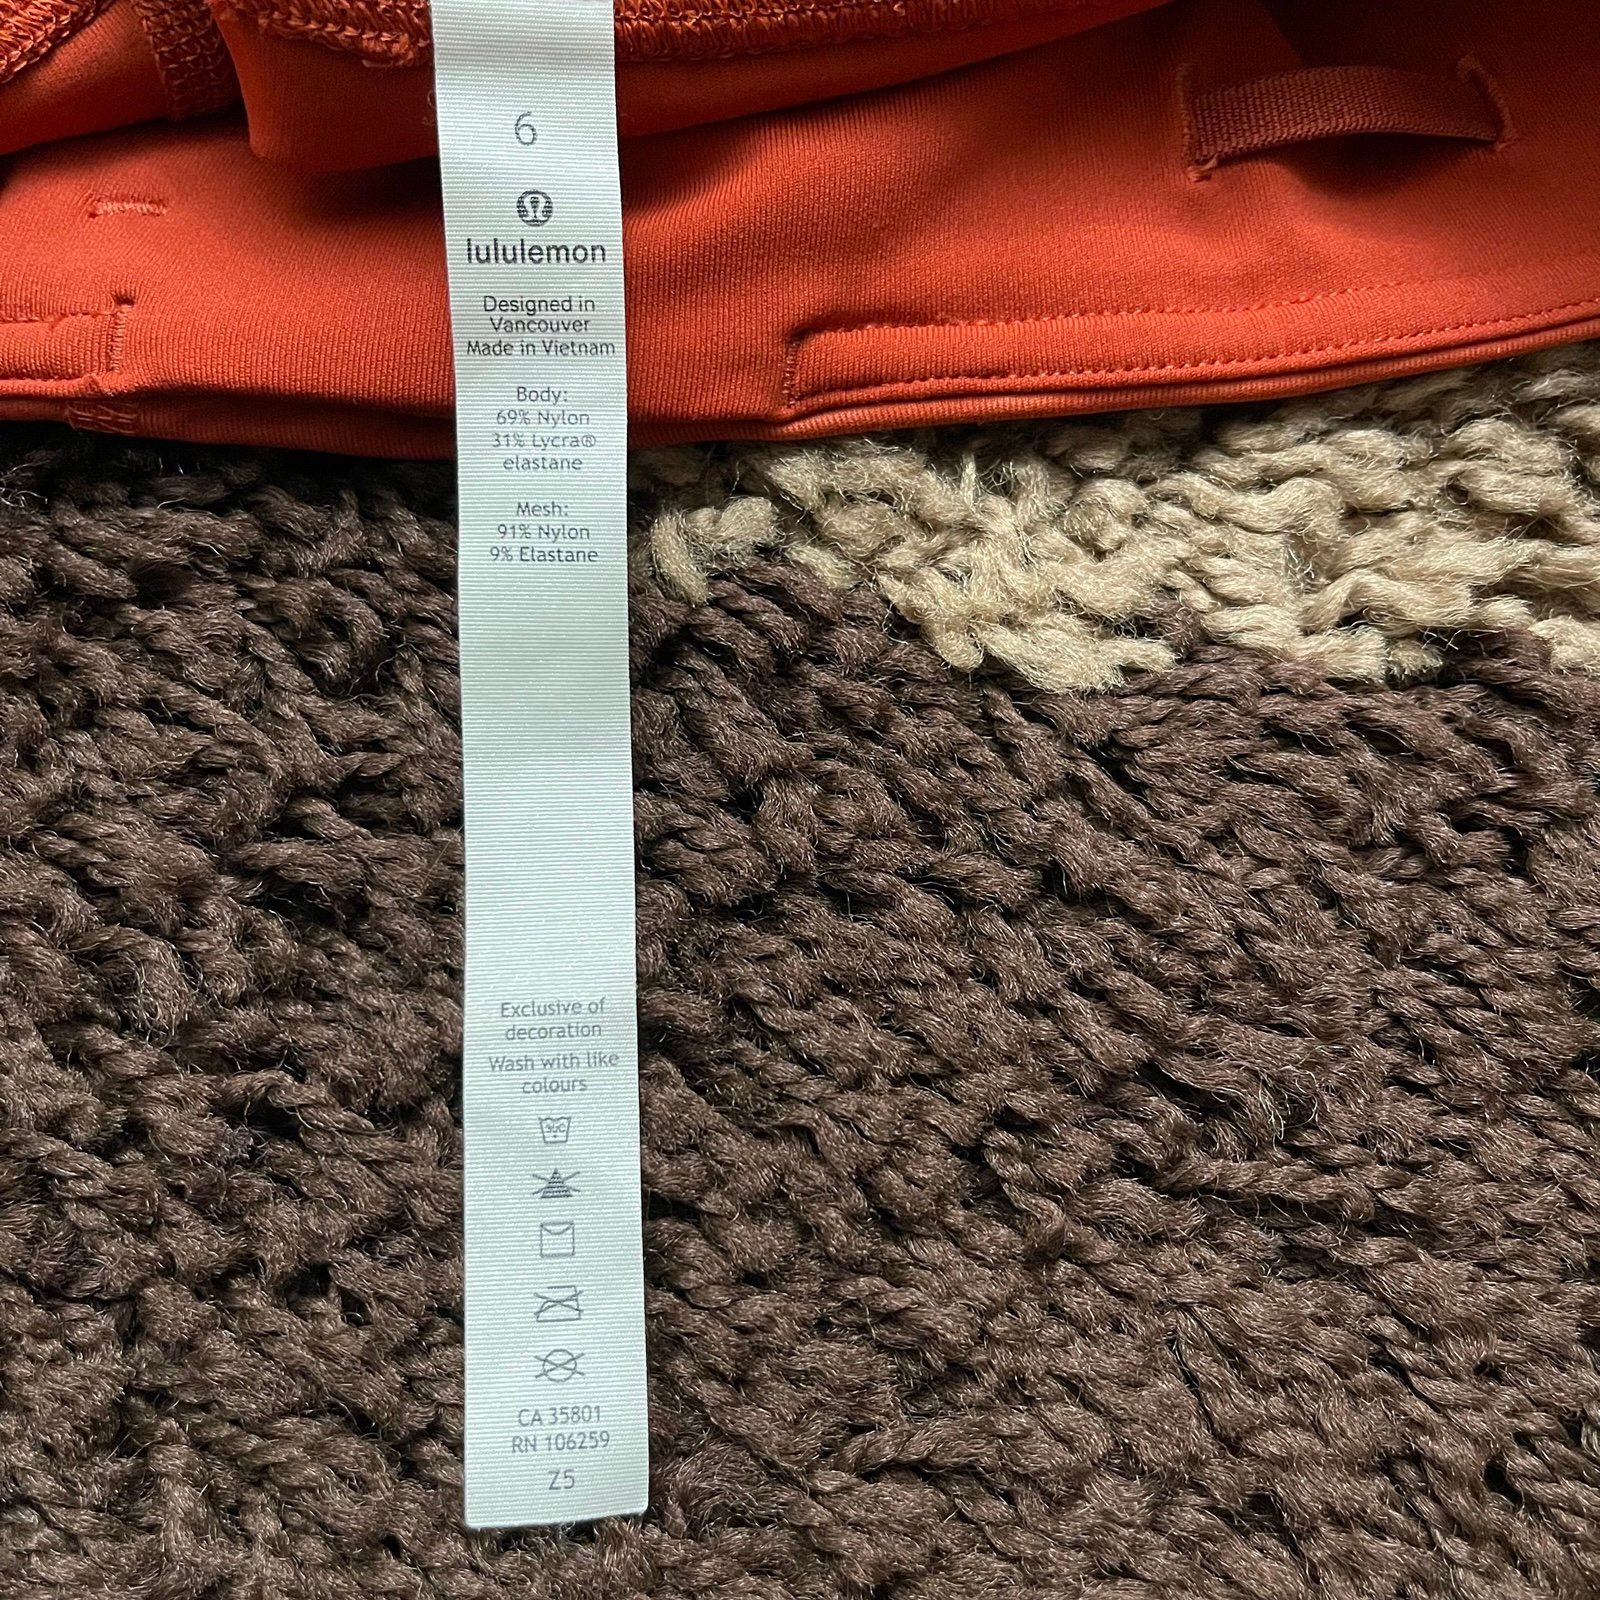 6
lululemon
Designed in
Vancouver
Made in Vietnam
Body:
69% Nylon
31% Lycra®
elastane
Mesh:
91% Nylon
9% Elastane
Exclusive of
decoration
Wash with like
colours
30C
CA 35801
RN 106259
Z5